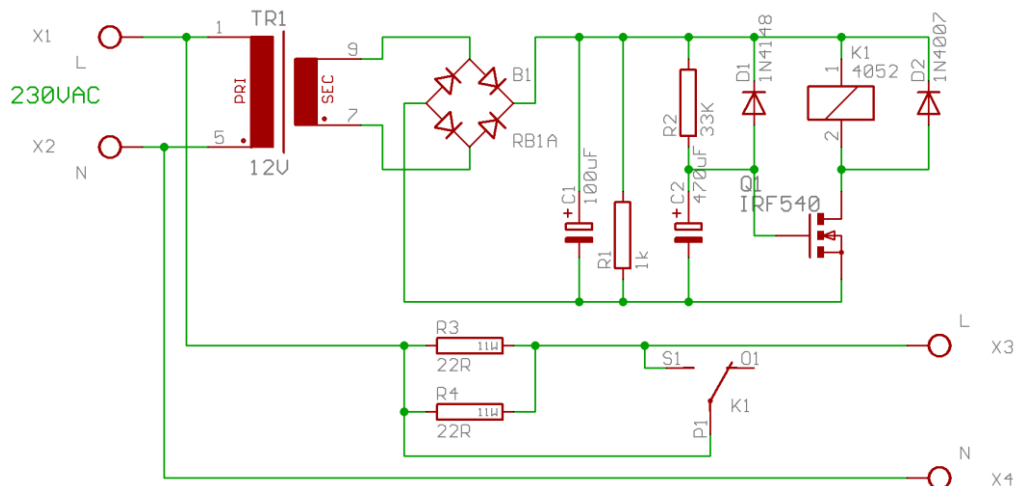 TR1
X1
1
9
L
PRI
SEC
230VAC
5
7
X2
N
12V
B1
RB1A
D1
1N4148
K1
4052
1
2
D2
1N4007
R2
33K
C1
100uF
+
R1
1k
C2
470uF
+
Q1
IRF540
R3
11W
22R
R4
11W
22R
S1
O1
K1
P1
L
X3
N
X4